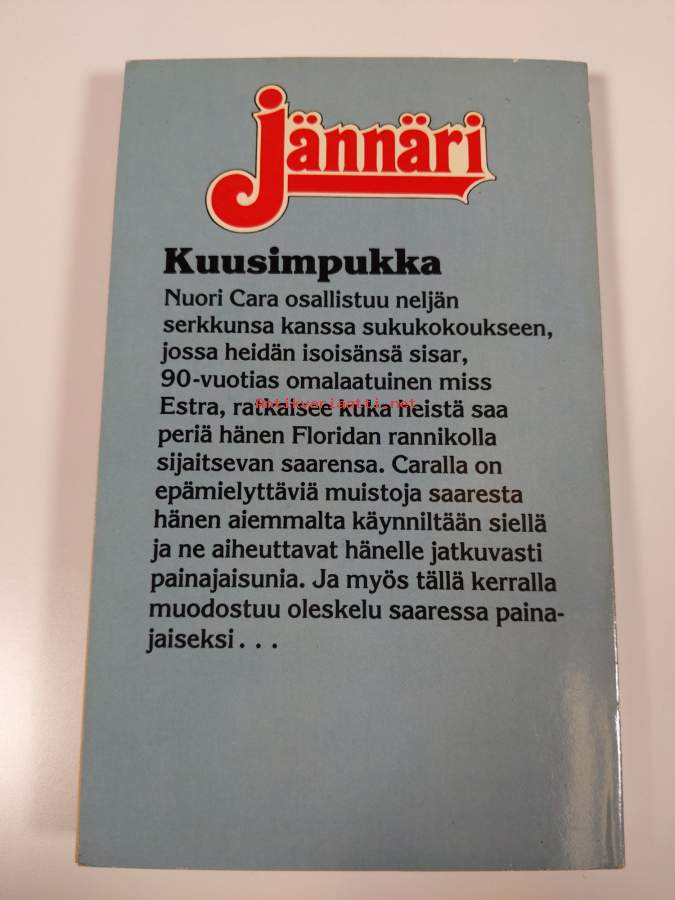 jännäri
Kuusimpukka
Nuori Cara osallistuu neljän
serkkunsa kanssa sukukokoukseen,
jossa heidän isoisänsä sisar,
90-vuotias omalaatuinen miss
Estra, ratkaisee kuka heistä saa
periä hänen Floridan rannikolla
sijaitsevan saarensa. Caralla on
epämielyttäviä muistoja saaresta
hänen aiemmalta käynniltään siellä
ja ne aiheuttavat hänelle jatkuvasti
painajaisunia. Ja myös tällä kerralla
muodostuu oleskelu saaressa paina-
jaiseksi . . .
Antikvariaatti.net